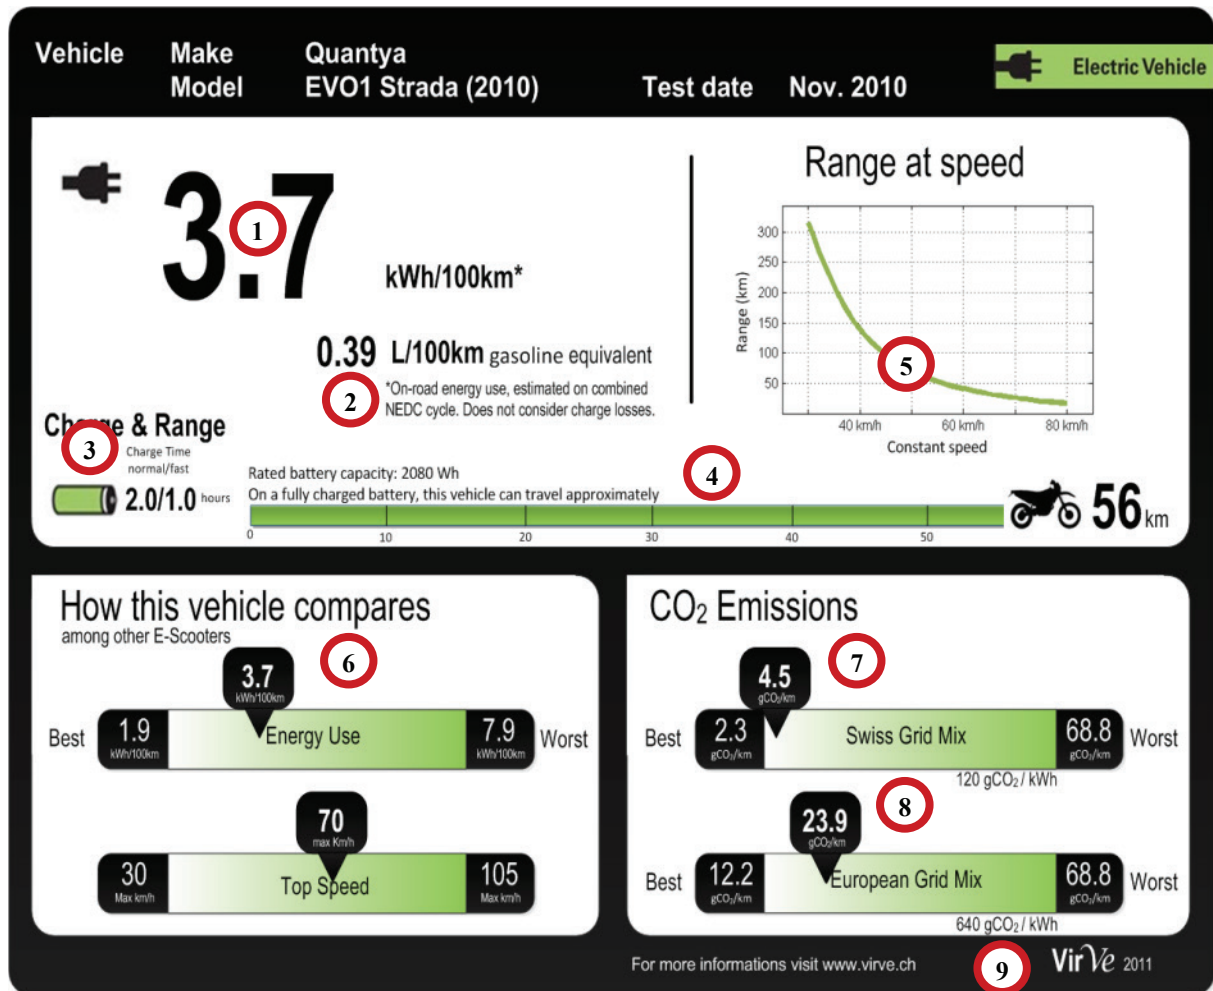 Vehicle Make Quantya
Model EVO1 Strada (2010) Test date Nov. 2010
Electric Vehicle
3.7
1
kWh/100km*
0.39 L/100km gasoline equivalent
2
*On-road energy use, estimated on combined
NEDC cycle. Does not consider charge losses.
Range at speed
Range (km)
300
250
200
150
100
50
5
40 km/h 60 km/h 80 km/h
Constant speed
Charge & Range
3
Charge Time
normal/fast
2.0/1.0 hours
4
Rated battery capacity: 2080 Wh
On a fully charged battery, this vehicle can travel approximately
56 km
0 10 20 30 40 50
How this vehicle compares
among other E-Scooters
6
3.7
kWh/100km
Best 1.9 kWh/100km Energy Use 7.9 kWh/100km Worst
70
max Km/h
30 Max km/h Top Speed 105 Max km/h
CO₂ Emissions
7
4.5
gCO₂/km
Best 2.3 gCO₂/km Swiss Grid Mix 68.8 gCO₂/km Worst
120 gCO₂ / kWh
8
23.9
gCO₂/km
Best 12.2 gCO₂/km European Grid Mix 68.8 gCO₂/km Worst
640 gCO₂ / kWh
For more informations visit www.virve.ch 9 VirVe 2011